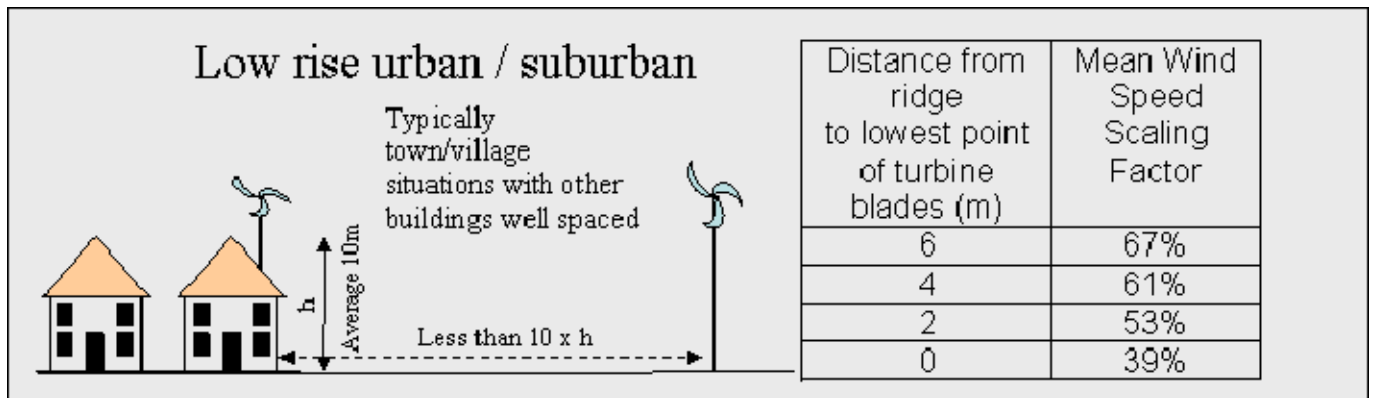 Low rise urban / suburban
Typically
town/village
situations with other
buildings well spaced
h
Average 10m
Less than 10 x h
Distance from
ridge
to lowest point
of turbine
blades (m)
Mean Wind
Speed
Scaling
Factor
6 67%
4 61%
2 53%
0 39%